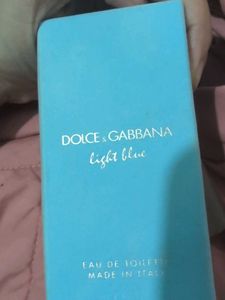 DOLCE & GABBANA
light blue
EAU DE TOILETTE
MADE IN ITALY